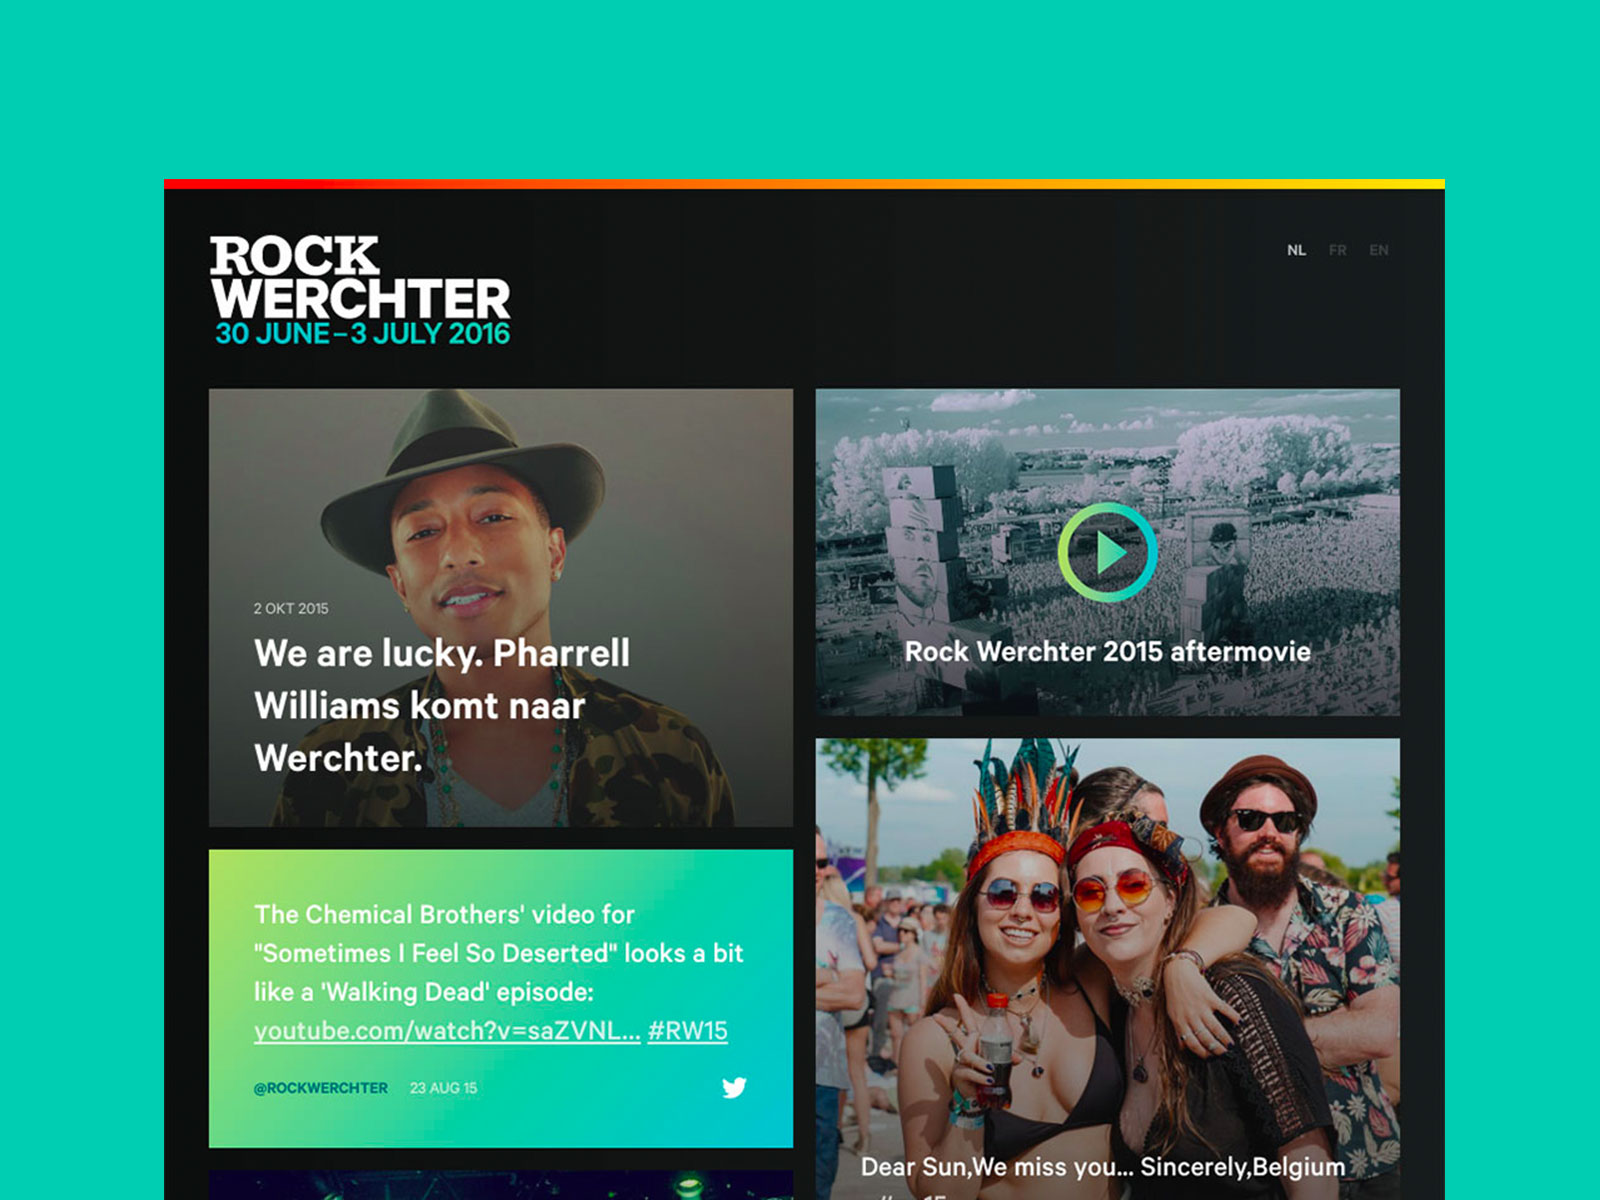 ROCK
WERCHTER
30 JUNE – 3 JULY 2016
NL FR EN
2 OKT 2015
We are lucky. Pharrell
Williams komt naar
Werchter.
Rock Werchter 2015 aftermovie
The Chemical Brothers' video for
"Sometimes I Feel So Deserted" looks a bit
like a 'Walking Dead' episode:
youtube.com/watch?v=saZVNL... #RW15
@ROCKWERCHTER 23 AUG 15
Dear Sun,We miss you... Sincerely,Belgium